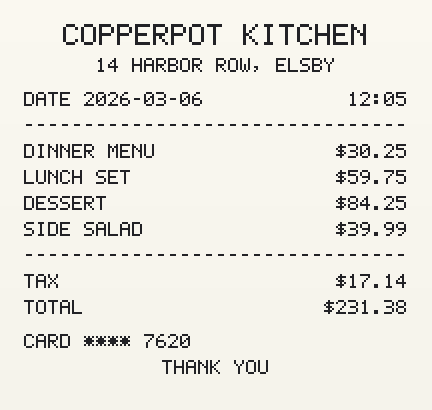 COPPERPOT KITCHEN
14 HARBOR ROW, ELSBY
DATE 2026-03-06 12:05
--------------------------------
DINNER MENU $30.25
LUNCH SET $59.75
DESSERT $84.25
SIDE SALAD $39.99
--------------------------------
TAX $17.14
TOTAL $231.38
CARD **** 7620
THANK YOU